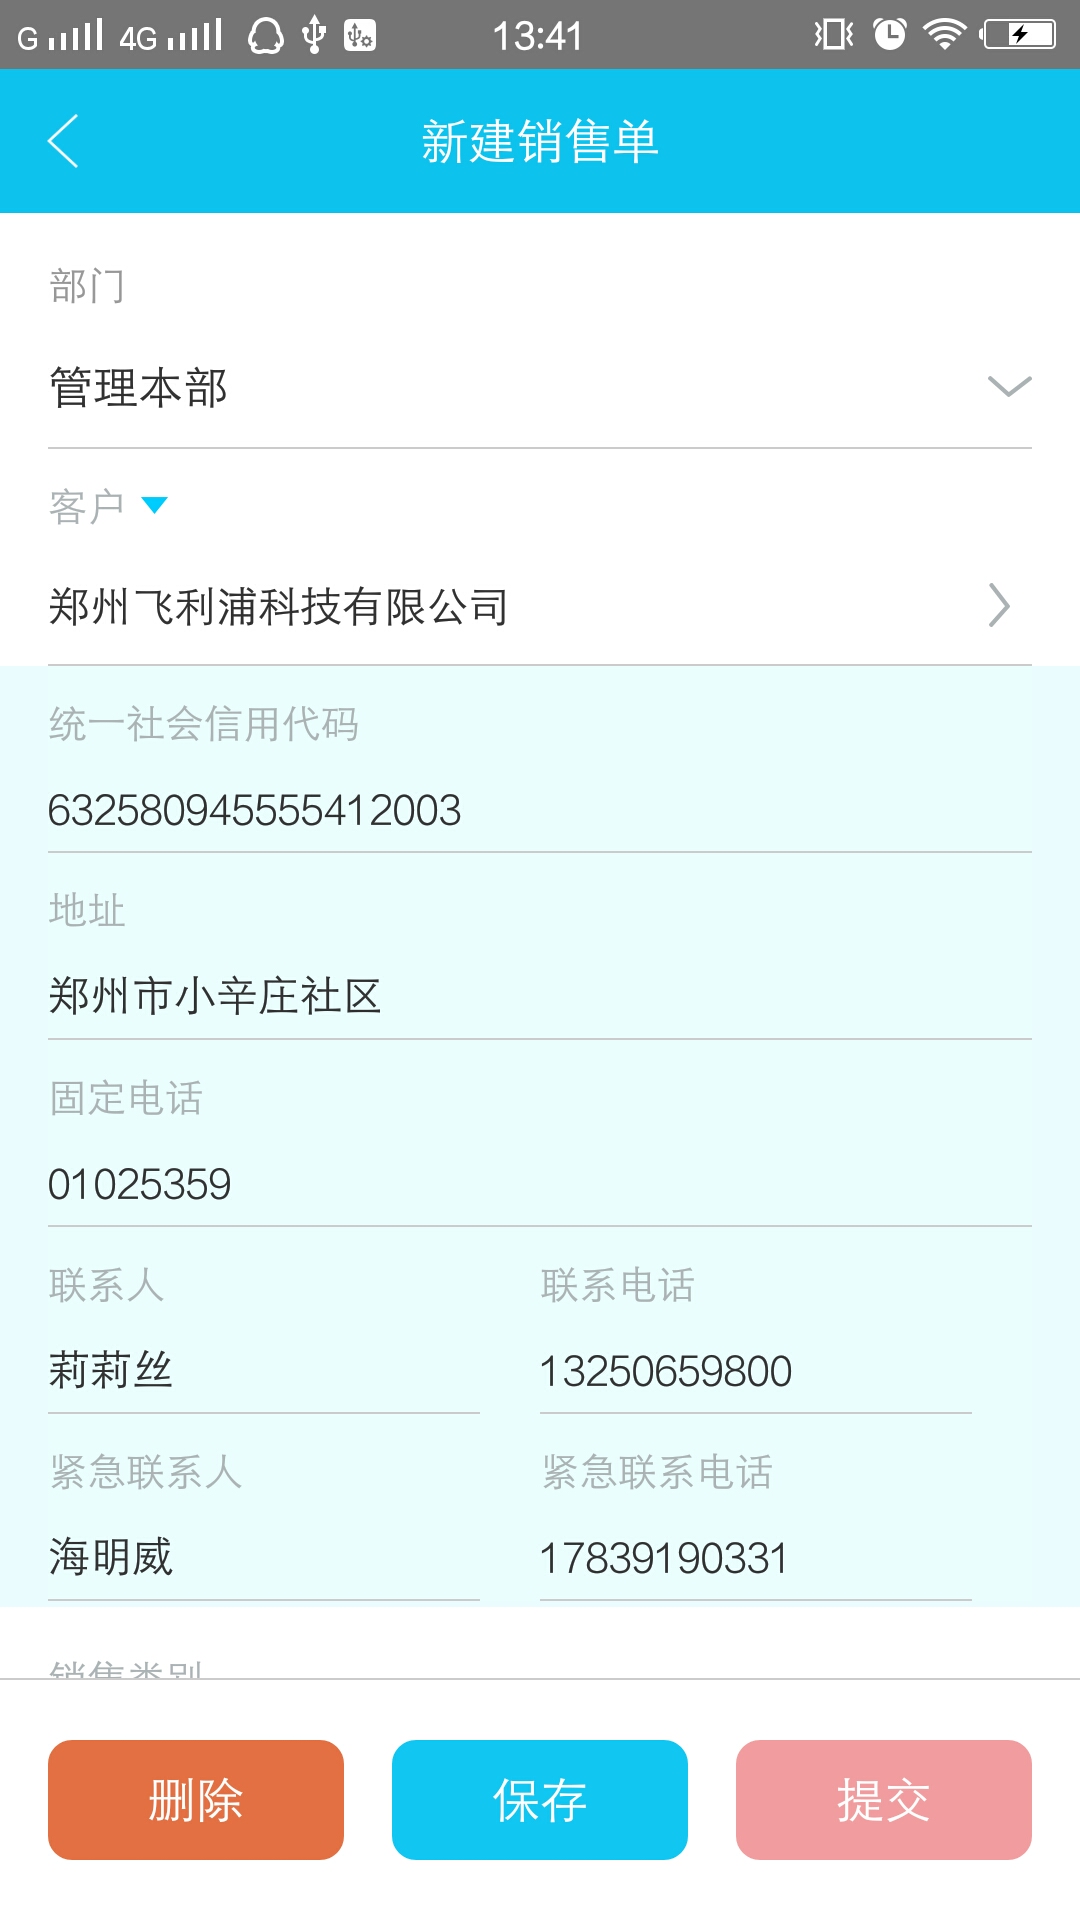 G 4G 13:41
新建销售单
部门
管理本部
客户
郑州飞利浦科技有限公司
统一社会信用代码
632580945555412003
地址
郑州市小辛庄社区
固定电话
01025359
联系人 联系电话
莉莉丝 13250659800
紧急联系人 紧急联系电话
海明威 17839190331
销售类别
删除 保存 提交